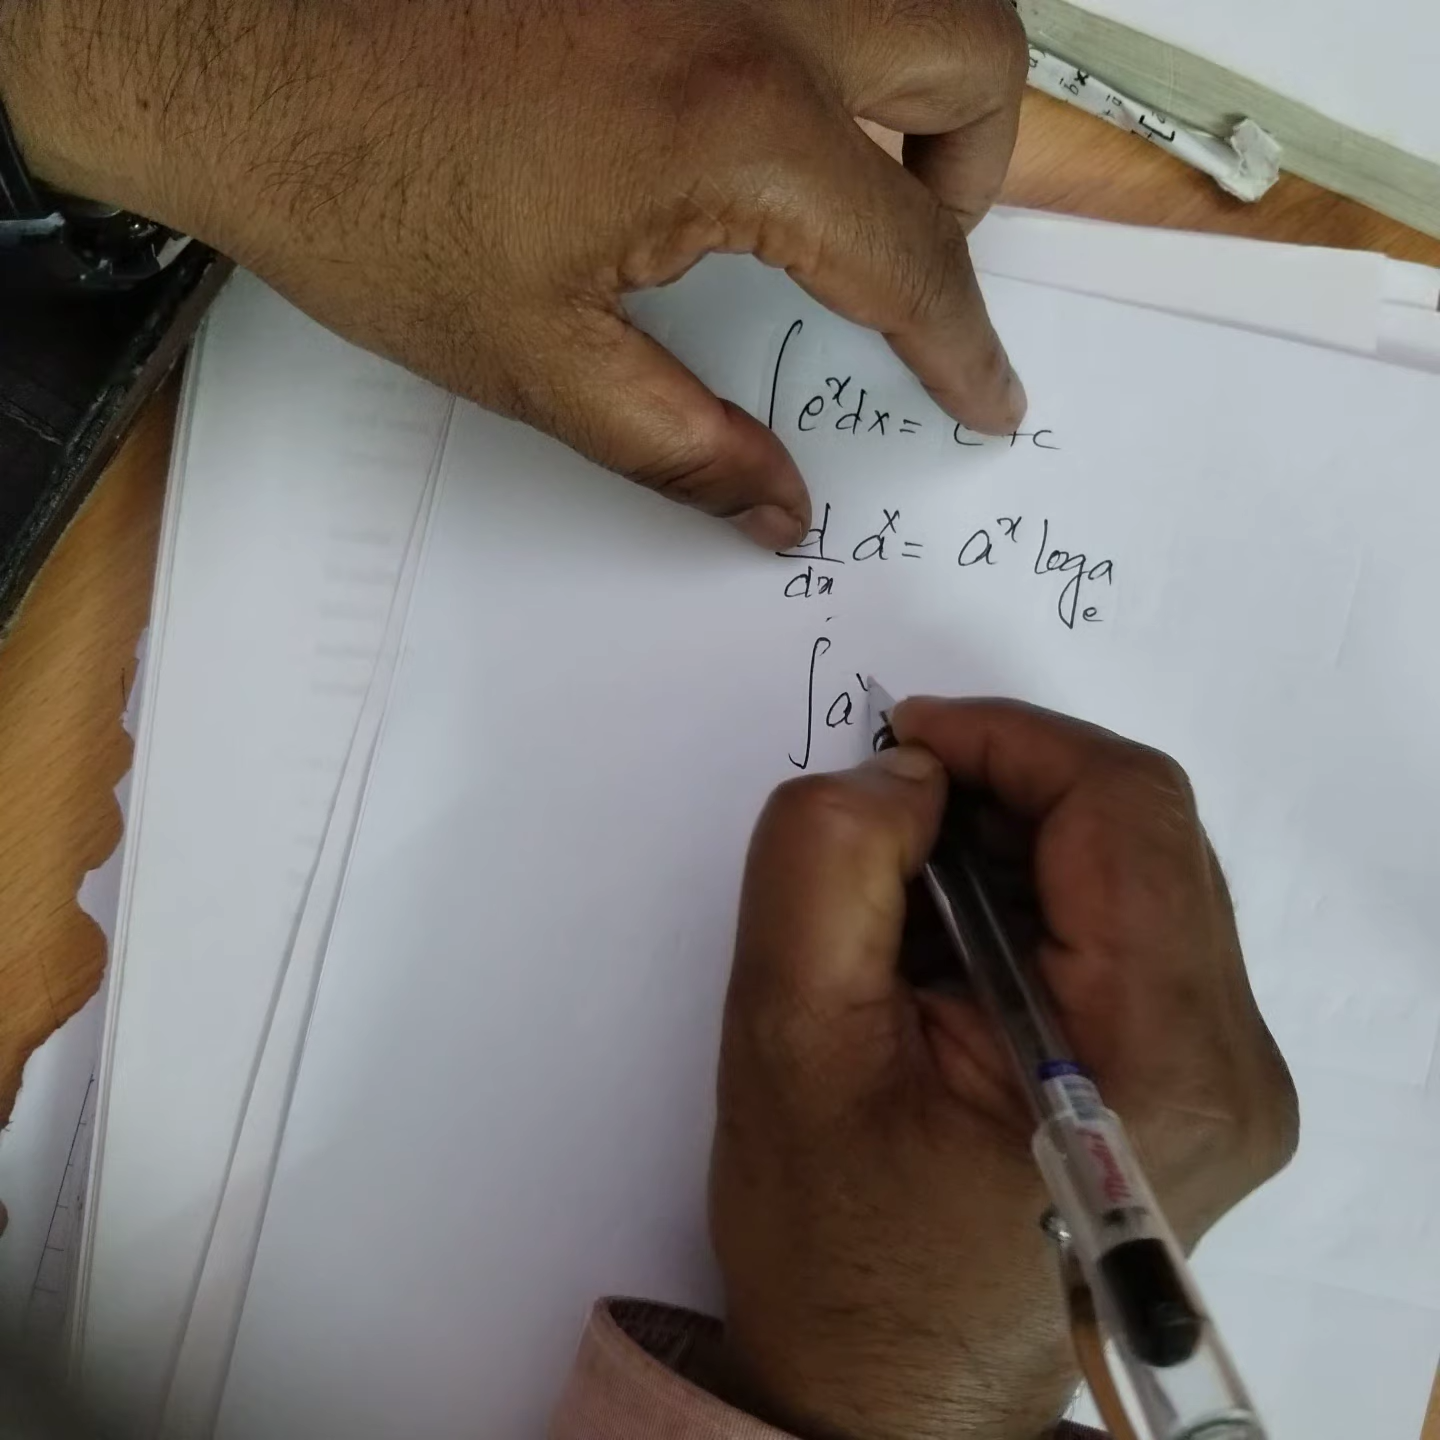 ∫ eˣdx = e +c
d/dx aˣ = aˣ logₑa
∫ a